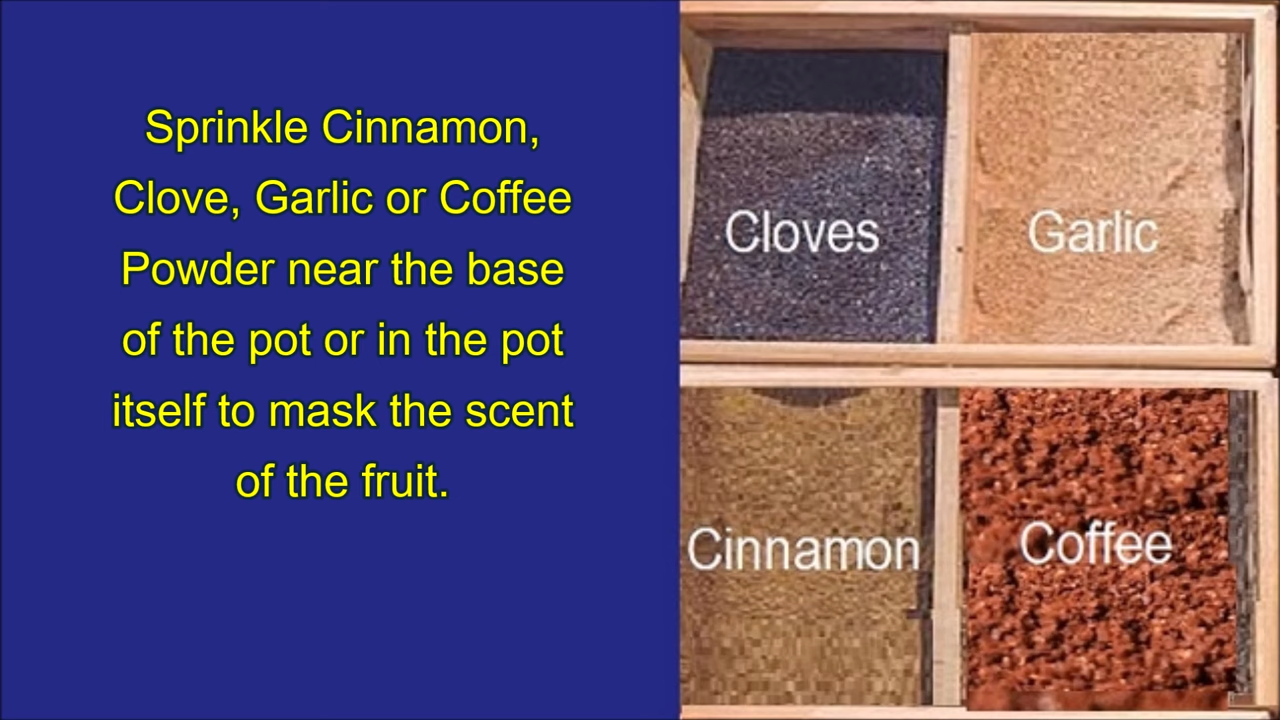 Sprinkle Cinnamon,
Clove, Garlic or Coffee
Powder near the base
of the pot or in the pot
itself to mask the scent
of the fruit.
Cloves
Garlic
Cinnamon
Coffee